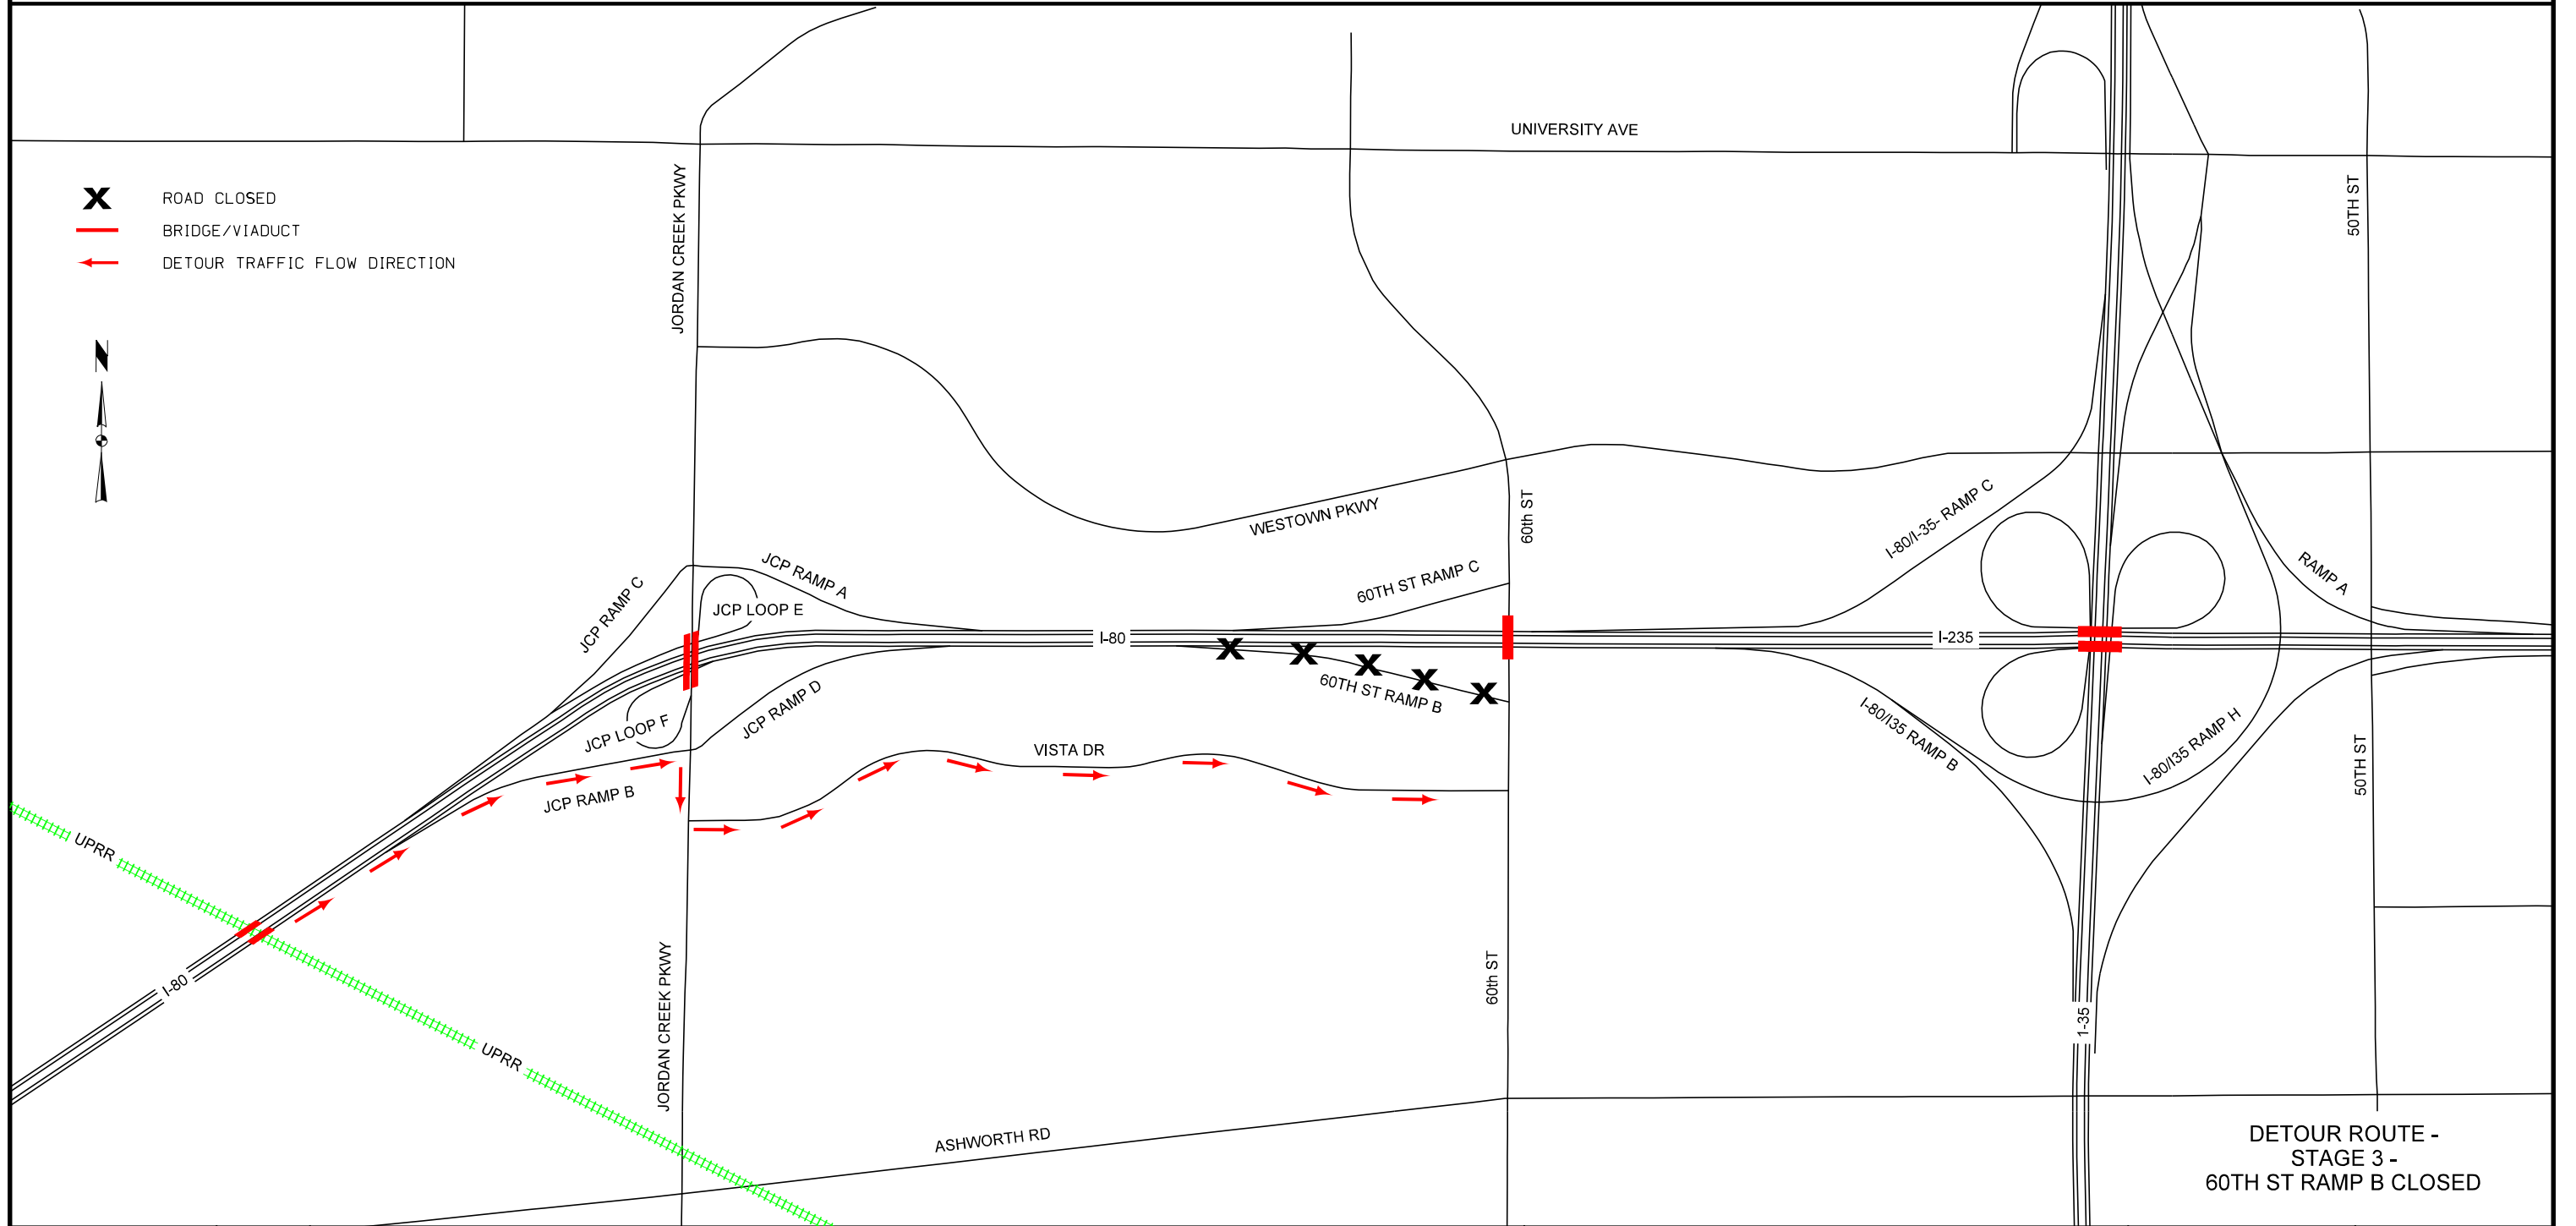 UNIVERSITY AVE
ROAD CLOSED
BRIDGE/VIADUCT
DETOUR TRAFFIC FLOW DIRECTION
N
JORDAN CREEK PKWY
50TH ST
WESTOWN PKWY
60th ST
I-80/I-35- RAMP C
JCP RAMP C
JCP RAMP A
JCP LOOP E
60TH ST RAMP C
RAMP A
I-80
I-235
JCP LOOP F
JCP RAMP D
60TH ST RAMP B
I-80/I35 RAMP B
I-80/I35 RAMP H
VISTA DR
50TH ST
JCP RAMP B
UPRR
I-80
JORDAN CREEK PKWY
60th ST
1-35
UPRR
ASHWORTH RD
DETOUR ROUTE -
STAGE 3 -
60TH ST RAMP B CLOSED